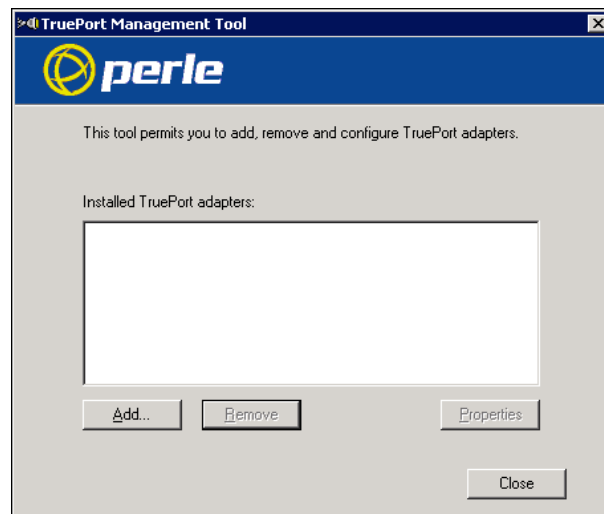 TruePort Management Tool
perle
This tool permits you to add, remove and configure TruePort adapters.
Installed TruePort adapters:
Add... Remove Properties
Close